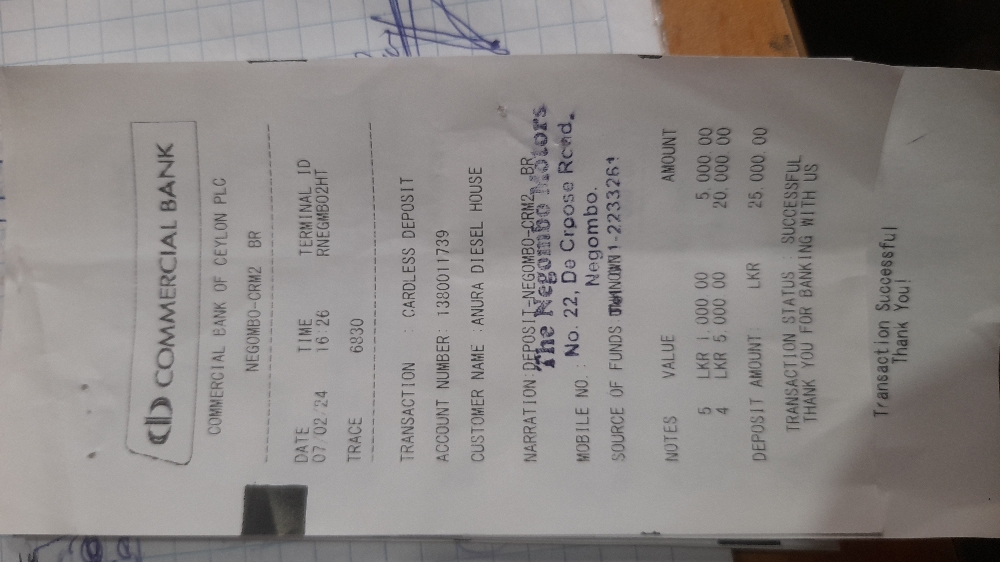 COMMERCIAL BANK
COMMERCIAL BANK OF CEYLON PLC
NEGOMBO-CRM2 BR
DATE TIME TERMINAL ID
07/02/24 16:26 RNEGMB02HT
TRACE 6830
TRANSACTION : CARDLESS DEPOSIT
ACCOUNT NUMBER: 1380011739
CUSTOMER NAME :ANURA DIESEL HOUSE
NARRATION:DEPOSIT-NEGOMBO-CRM2 BR
The Negombo Motors
No. 22, De Crpose Road,
MOBILE NO. :
Negombo.
SOURCE OF FUNDS :
031-2233261
NOTES VALUE AMOUNT
5 LKR 1,000.00 5,000.00
4 LKR 5,000.00 20,000.00
DEPOSIT AMOUNT: LKR 25,000.00
TRANSACTION STATUS : SUCCESSFUL
THANK YOU FOR BANKING WITH US
Transaction Successful
Thank You!